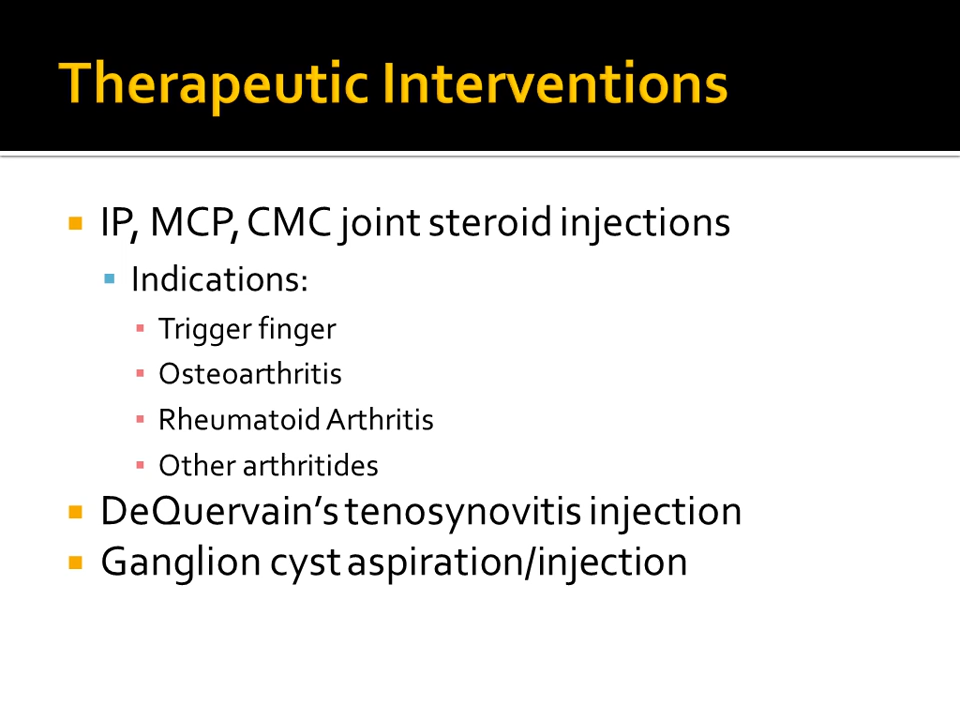 Therapeutic Interventions
IP, MCP, CMC joint steroid injections
Indications:
Trigger finger
Osteoarthritis
Rheumatoid Arthritis
Other arthritides
DeQuervain’s tenosynovitis injection
Ganglion cyst aspiration/injection